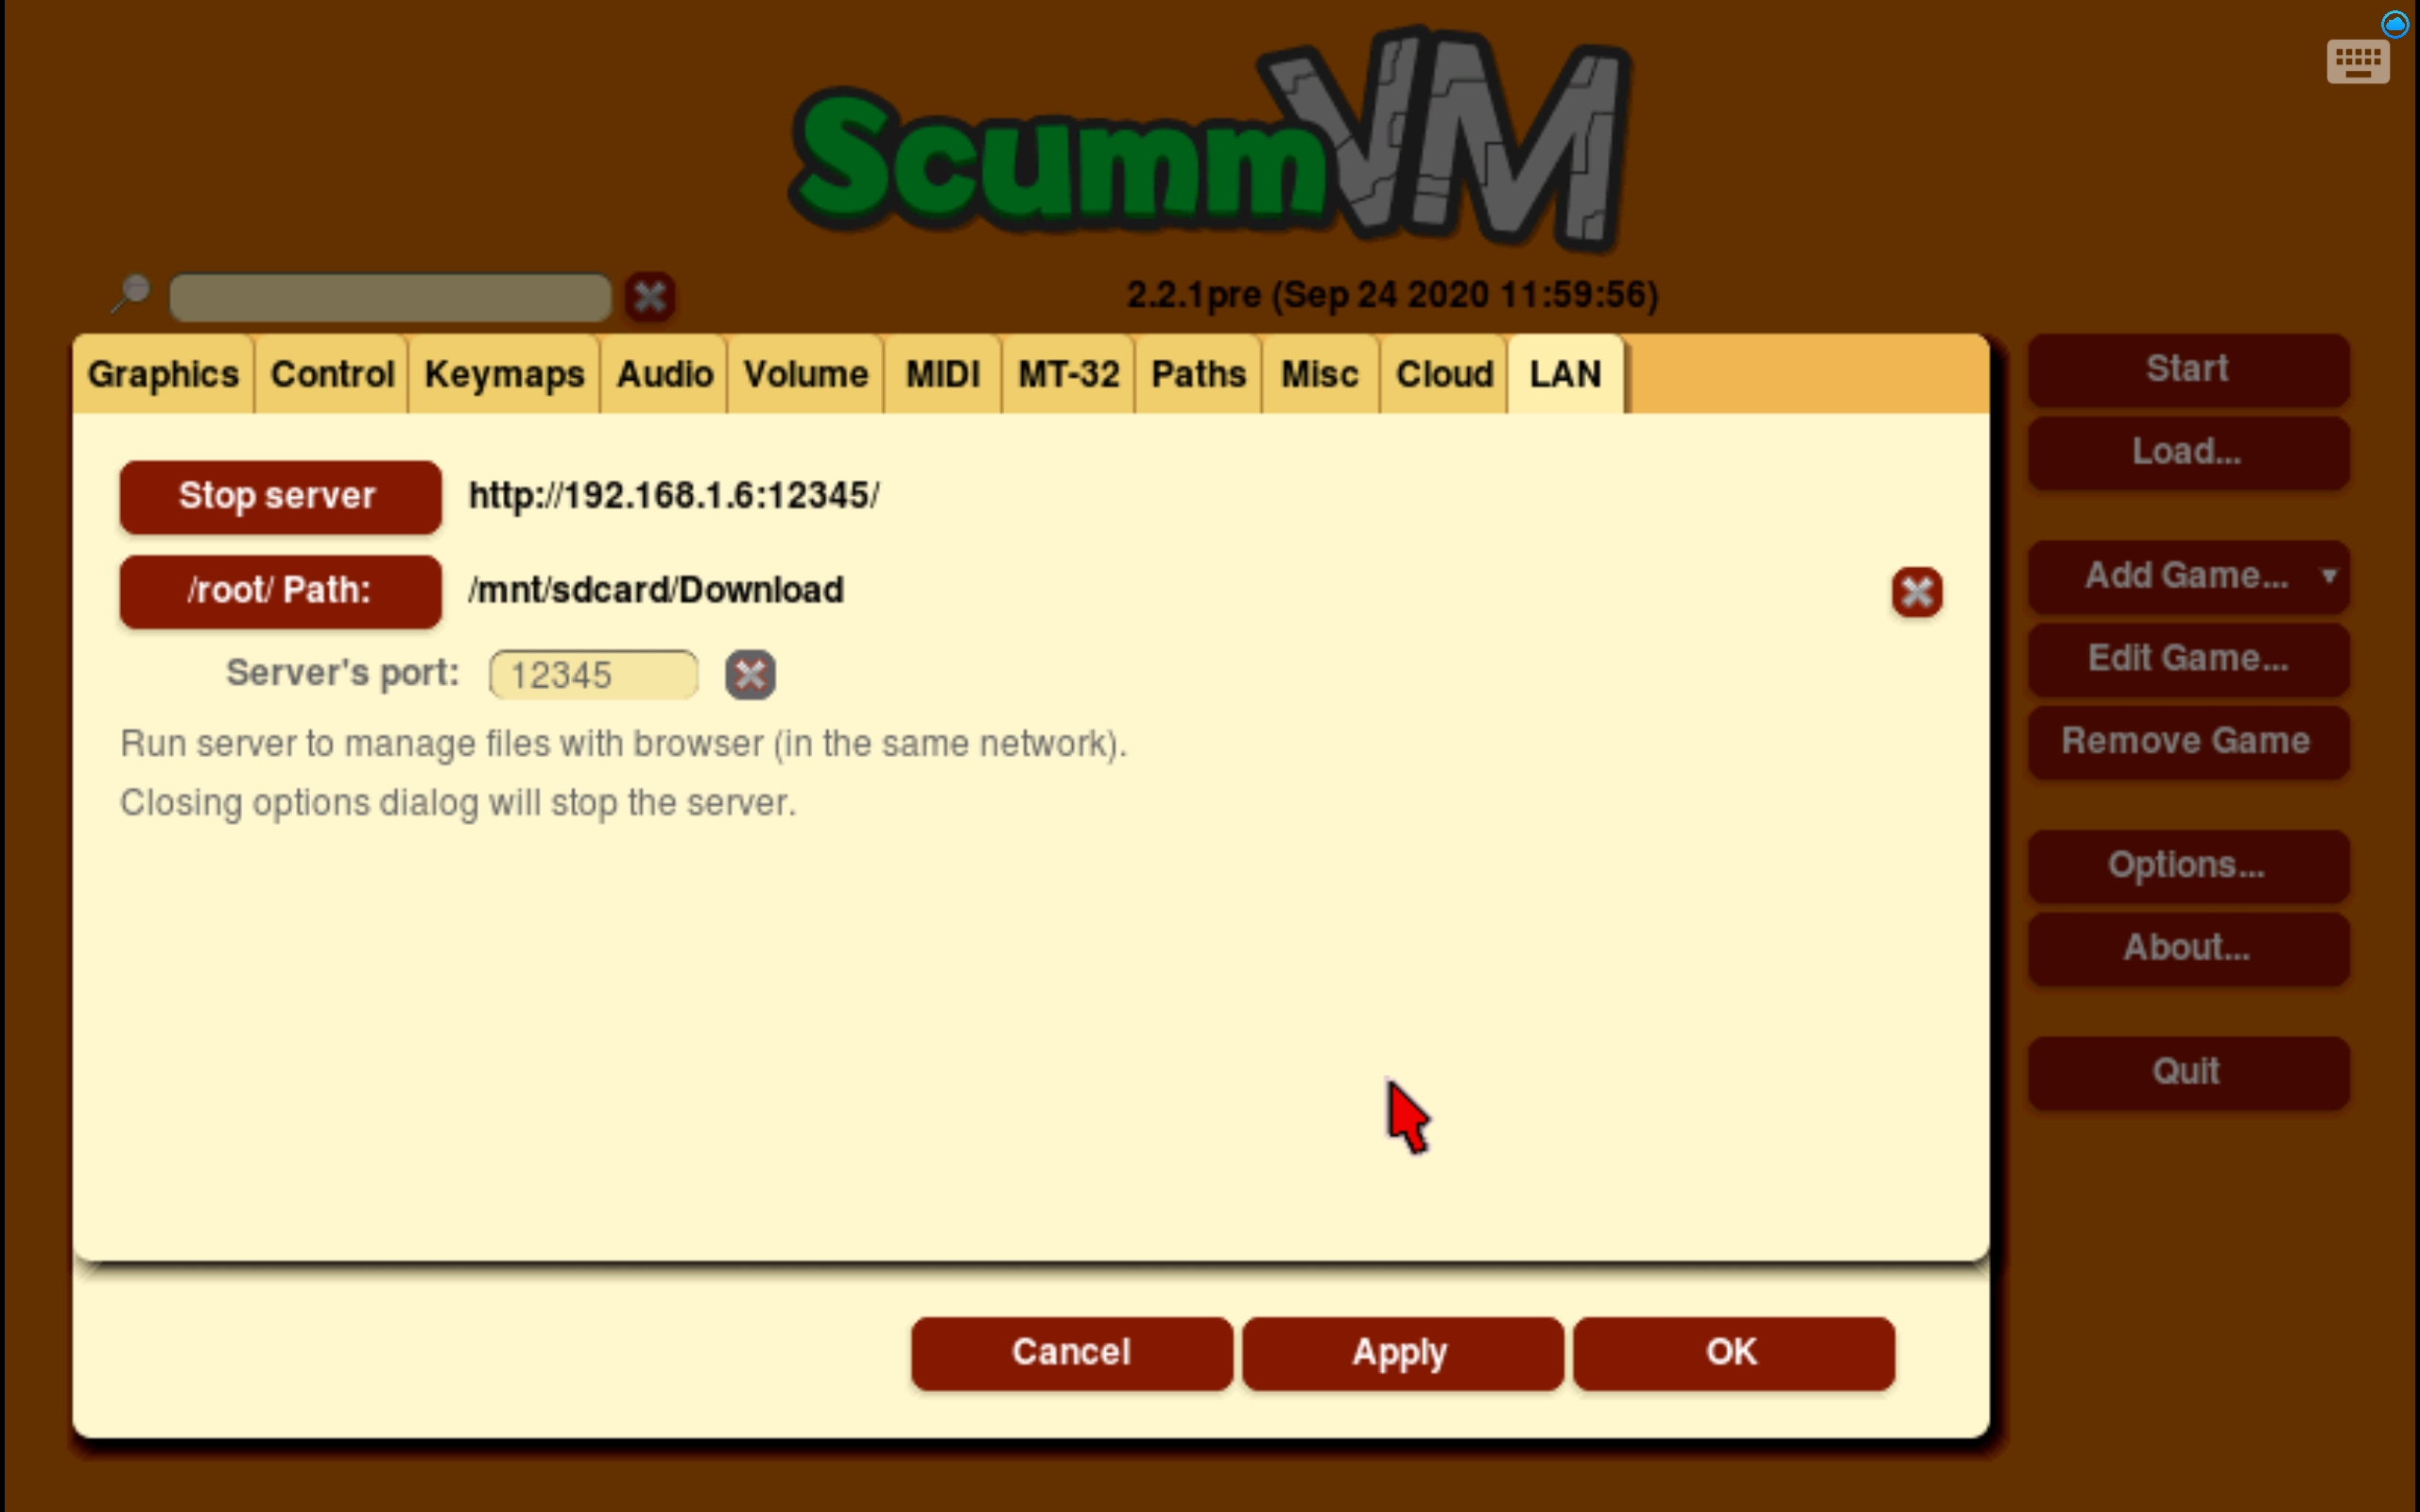 ScummVM
2.2.1pre (Sep 24 2020 11:59:56)
Graphics Control Keymaps Audio Volume MIDI MT-32 Paths Misc Cloud LAN
Stop server http://192.168.1.6:12345/
/root/ Path: /mnt/sdcard/Download
Server's port: 12345
Run server to manage files with browser (in the same network).
Closing options dialog will stop the server.
Cancel Apply OK
Start
Load...
Add Game...
Edit Game...
Remove Game
Options...
About...
Quit